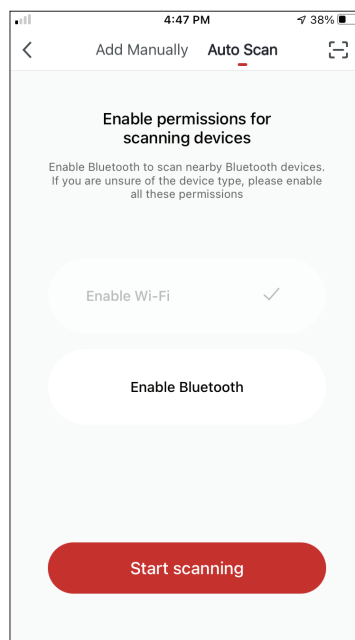 4:47 PM 38%
Add Manually Auto Scan
Enable permissions for
scanning devices
Enable Bluetooth to scan nearby Bluetooth devices.
If you are unsure of the device type, please enable
all these permissions
Enable Wi-Fi
Enable Bluetooth
Start scanning